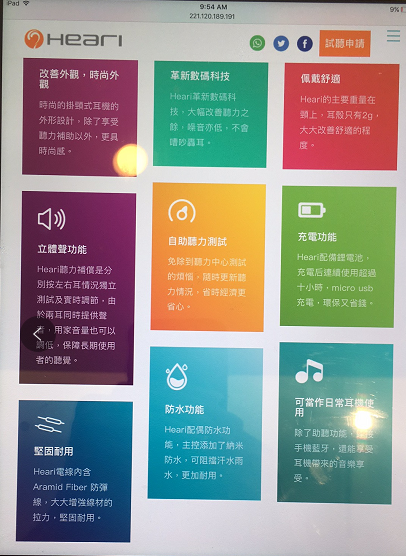 iPad
9:54 AM
9%
221.120.189.191
Heari
試聽申請
改善外觀，時尚外
觀
時尚的掛頸式耳機的
外形設計，除了享受
聽力補助以外，更具
時尚感。
革新數碼科技
Heari革新數碼科
技、大幅改善聽力之
餘，噪音亦低，不會
嘈吵轟耳。
佩戴舒適
Heari的主要重量在
頸上，耳殼只有2g，
大大改善舒適的程
度。
立體聲功能
Heari聽力補償是分
別按左右耳情況獨立
測試及實時調節，由
於兩耳同時提供聲
，用家音量也可以
調低，保障長期使用
者的聽覺。
自助聽力測試
免除到聽力中心測試
的煩惱，隨時更新聽
力情況，省時經濟更
省心。
充電功能
Heari配備鋰電池，
充電后連續使用超過
十小時，micro usb
充電，環保又省錢。
堅固耐用
Heari電線內含
Aramid Fiber 防彈
線，大大增強線材的
拉力，堅固耐用。
防水功能
Heari配偶防水功
能，主控添加了納米
防水，可阻擋汗水雨
水，更加耐用。
可當作日常耳機使
用
除了助聽功能，
手機藍牙，還能享受
耳機帶來的音樂享
受。